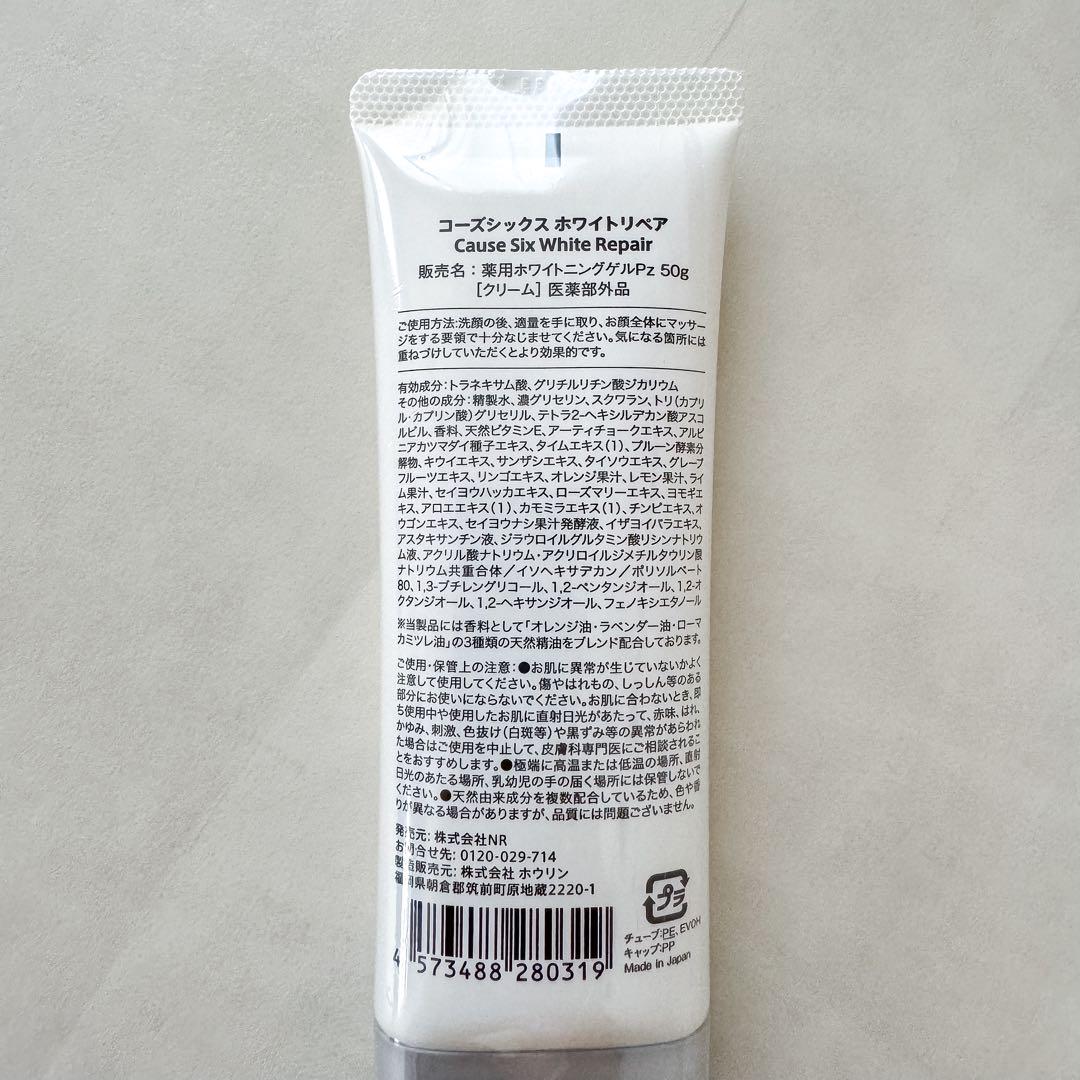 コーズシックス ホワイトリペア
Cause Six White Repair
販売名：薬用ホワイトニングゲルPz 50g
［クリーム］医薬部外品
ご使用方法:洗顔の後、適量を手に取り、お顔全体にマッサー
ジをする要領で十分なじませてください。気になる箇所には
重ねづけしていただくとより効果的です。
有効成分：トラネキサム酸、グリチルリチン酸ジカリウム
その他の成分：精製水、濃グリセリン、スクワラン、トリ（カプリ
ル・カプリン酸）グリセリル、テトラ2-ヘキシルデカン酸アスコ
ルビル、香料、天然ビタミンE、アーティチョークエキス、アルピ
ニアカツマダイ種子エキス、タイムエキス（1）、プルーン酵素分
解物、キウイエキス、サンザシエキス、タイソウエキス、グレープ
フルーツエキス、リンゴエキス、オレンジ果汁、レモン果汁、ライ
ム果汁、セイヨウハッカエキス、ローズマリーエキス、ヨモギエ
キス、アロエエキス（1）、カモミラエキス（1）、チンピエキス、オ
ウゴンエキス、セイヨウナシ果汁発酵液、イザヨイバラエキス、
アスタキサンチン液、ジラウロイルグルタミン酸リシンナトリウ
ム液、アクリル酸ナトリウム・アクリロイルジメチルタウリン酸
ナトリウム共重合体／イソヘキサデカン／ポリソルベート
80、1,3-ブチレングリコール、1,2-ペンタンジオール、1,2-オ
クタンジオール、1,2-ヘキサンジオール、フェノキシエタノール
※当製品には香料として「オレンジ油・ラベンダー油・ローマ
カミツレ油」の3種類の天然精油をブレンド配合しております。
ご使用・保管上の注意：●お肌に異常が生じていないかよく
注意して使用してください。傷やはれもの、しっしん等のある
部分にお使いにならないでください。お肌に合わないとき、即
ち使用中や使用したお肌に直射日光があたって、赤味、はれ、
かゆみ、刺激、色抜け（白斑等）や黒ずみ等の異常があらわれ
た場合はご使用を中止して、皮膚科専門医にご相談されるこ
とをおすすめします。●極端に高温または低温の場所、直射
日光のあたる場所、乳幼児の手の届く場所には保管しないで
ください。●天然由来成分を複数配合しているため、色や香
りが異なる場合がありますが、品質には問題ございません。
発売元：株式会社NR
お問合せ先：0120-029-714
製造販売元：株式会社 ホウリン
福岡県朝倉郡筑前町原地蔵2220-1
プラ
チューブ:PE、EVOH
キャップ:PP
Made in Japan
4 573488 280319